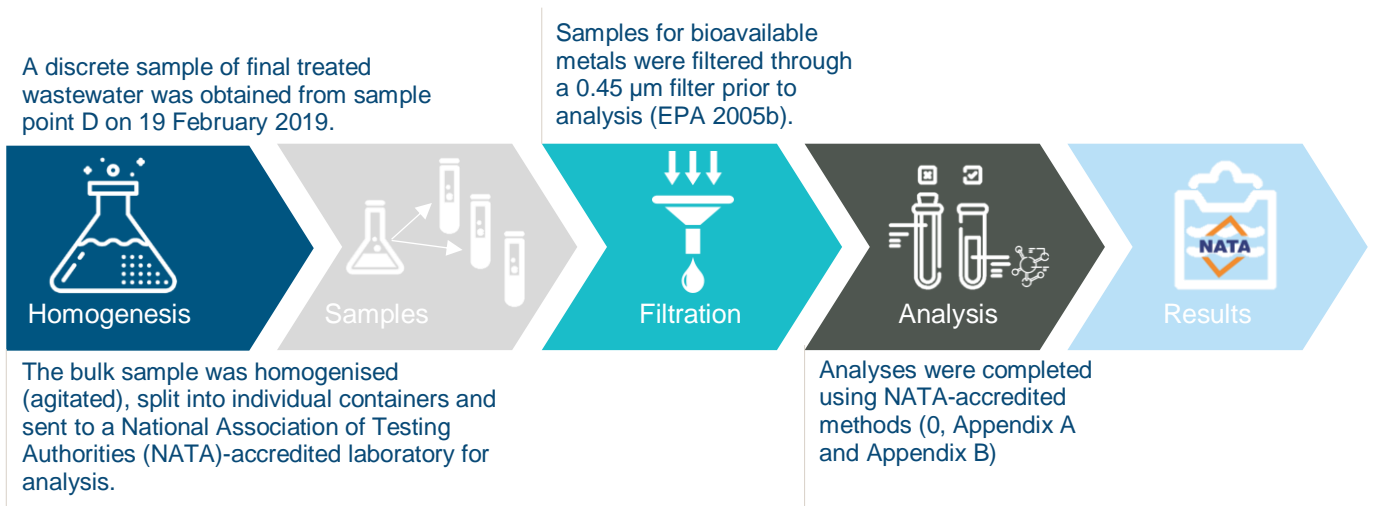 A discrete sample of final treated
wastewater was obtained from sample
point D on 19 February 2019.
Samples for bioavailable
metals were filtered through
a 0.45 µm filter prior to
analysis (EPA 2005b).
Homogenesis
Samples
Filtration
Analysis
NATA
Results
The bulk sample was homogenised
(agitated), split into individual containers and
sent to a National Association of Testing
Authorities (NATA)-accredited laboratory for
analysis.
Analyses were completed
using NATA-accredited
methods (0, Appendix A
and Appendix B)